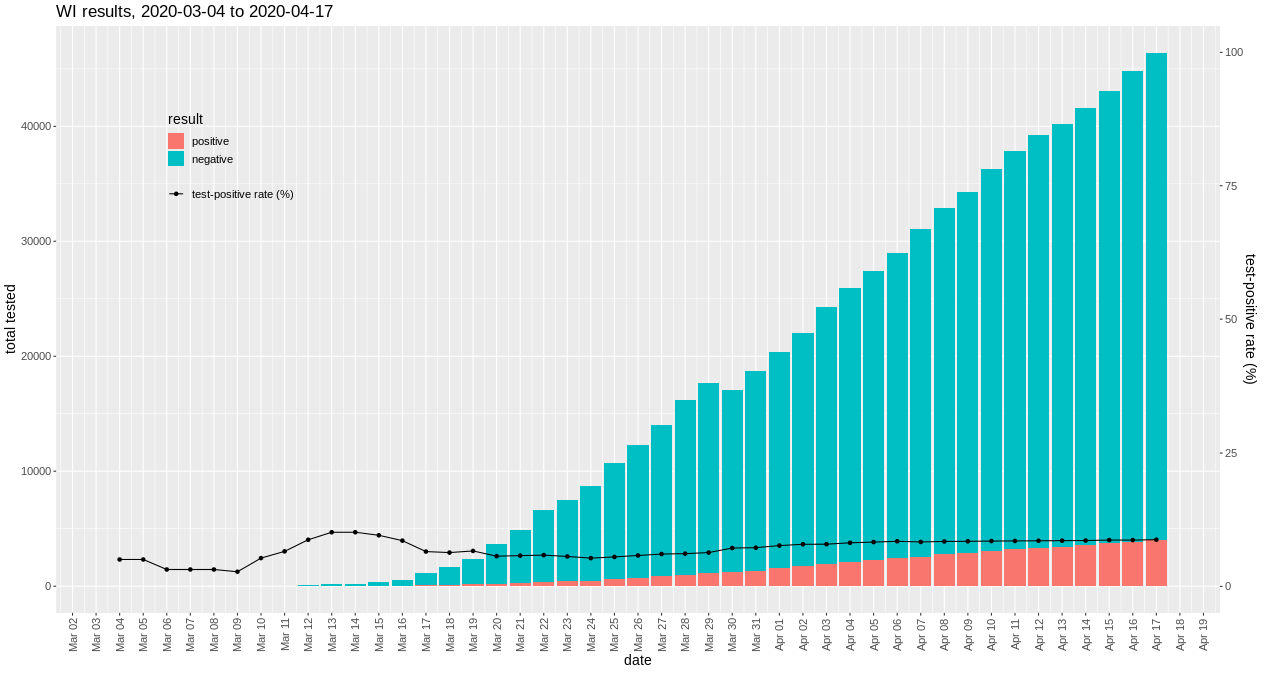 WI results, 2020-03-04 to 2020-04-17
total tested
40000
30000
20000
10000
0
result
positive
negative
test-positive rate (%)
100
75
50
25
0
test-positive rate (%)
Mar 02
Mar 03
Mar 04
Mar 05
Mar 06
Mar 07
Mar 08
Mar 09
Mar 10
Mar 11
Mar 12
Mar 13
Mar 14
Mar 15
Mar 16
Mar 17
Mar 18
Mar 19
Mar 20
Mar 21
Mar 22
Mar 23
Mar 24
Mar 25
Mar 26
Mar 27
Mar 28
Mar 29
Mar 30
Mar 31
Apr 01
Apr 02
Apr 03
Apr 04
Apr 05
Apr 06
Apr 07
Apr 08
Apr 09
Apr 10
Apr 11
Apr 12
Apr 13
Apr 14
Apr 15
Apr 16
Apr 17
Apr 18
Apr 19
date